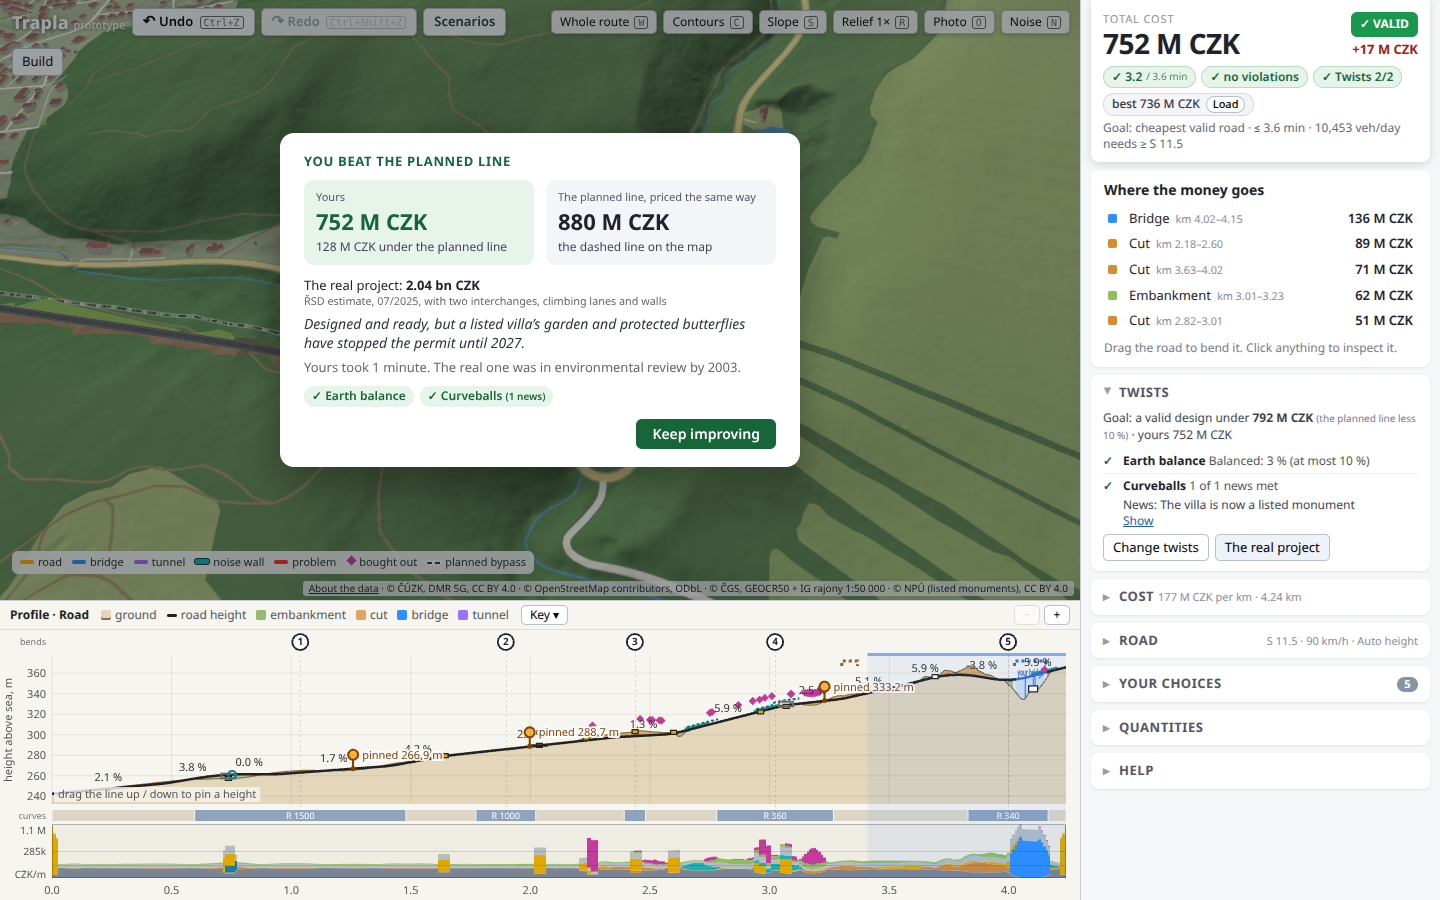 Trapla prototype
↶ Undo Ctrl+Z
↷ Redo Ctrl+Shift+Z
Scenarios
Whole route W
Contours C
Slope S
Relief 1× R
Photo O
Noise N
Build
YOU BEAT THE PLANNED LINE
Yours
752 M CZK
128 M CZK under the planned line
The planned line, priced the same way
880 M CZK
the dashed line on the map
The real project: 2.04 bn CZK
ŘSD estimate, 07/2025, with two interchanges, climbing lanes and walls
Designed and ready, but a listed villa's garden and protected butterflies
have stopped the permit until 2027.
Yours took 1 minute. The real one was in environmental review by 2003.
✓ Earth balance
✓ Curveballs (1 news)
Keep improving
road
bridge
tunnel
noise wall
problem
bought out
planned bypass
About the data · © ČÚZK, DMR 5G, CC BY 4.0 · © OpenStreetMap contributors, ODbL · © ČGS, GEOCR50 + IG rajony 1:50 000 · © NPÚ (listed monuments), CC BY 4.0
TOTAL COST
752 M CZK
✓ VALID
+17 M CZK
✓ 3.2 / 3.6 min
✓ no violations
✓ Twists 2/2
best 736 M CZK Load
Goal: cheapest valid road · ≤ 3.6 min · 10,453 veh/day
needs ≥ S 11.5
Where the money goes
Bridge km 4.02–4.15 136 M CZK
Cut km 2.18–2.60 89 M CZK
Cut km 3.63–4.02 71 M CZK
Embankment km 3.01–3.23 62 M CZK
Cut km 2.82–3.01 51 M CZK
Drag the road to bend it. Click anything to inspect it.
▼ TWISTS
Goal: a valid design under 792 M CZK (the planned line less
10 %) · yours 752 M CZK
✓ Earth balance Balanced: 3 % (at most 10 %)
✓ Curveballs 1 of 1 news met
News: The villa is now a listed monument
Show
Change twists
The real project
▶ COST 177 M CZK per km · 4.24 km
▶ ROAD S 11.5 · 90 km/h · Auto height
▶ YOUR CHOICES 5
▶ QUANTITIES
▶ HELP
Profile · Road
ground
road height
embankment
cut
bridge
tunnel
Key ▾
− +
bends
1 2 3 4 5
height above sea, m
360
340
320
300
280
260
240
2.1 %
3.8 %
0.0 %
1.7 %
pinned 266.9 m
pinned 288.7 m
1.3 %
5.9 %
pinned 333.2 m
5.9 %
3.8 %
5.9 %
drag the line up / down to pin a height
curves
R 1500
R 1000
R 360
R 340
1.1 M
285k
CZK/m
0.0 0.5 1.0 1.5 2.0 2.5 3.0 3.5 4.0